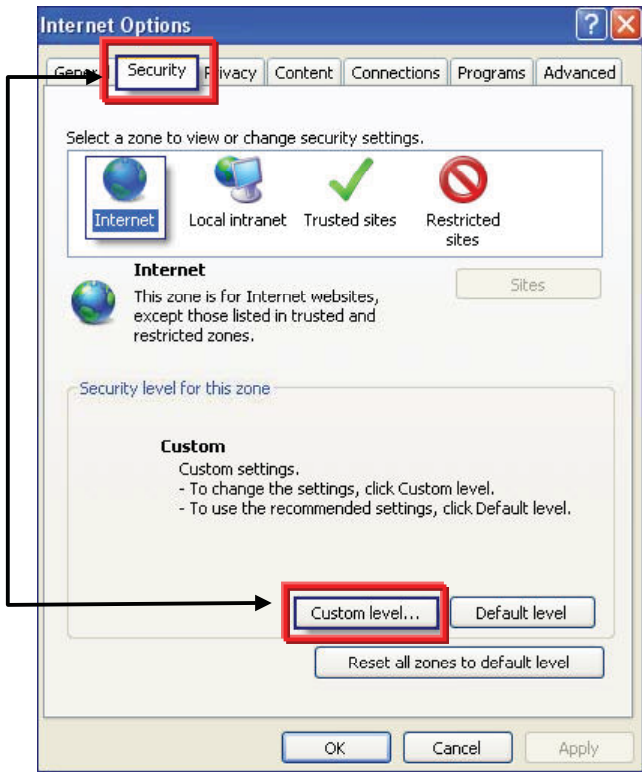 Internet Options
General Security Privacy Content Connections Programs Advanced
Select a zone to view or change security settings.
Internet Local intranet Trusted sites Restricted
sites
Internet
This zone is for Internet websites,
except those listed in trusted and
restricted zones.
Sites
Security level for this zone
Custom
Custom settings.
- To change the settings, click Custom level.
- To use the recommended settings, click Default level.
Custom level... Default level
Reset all zones to default level
OK Cancel Apply